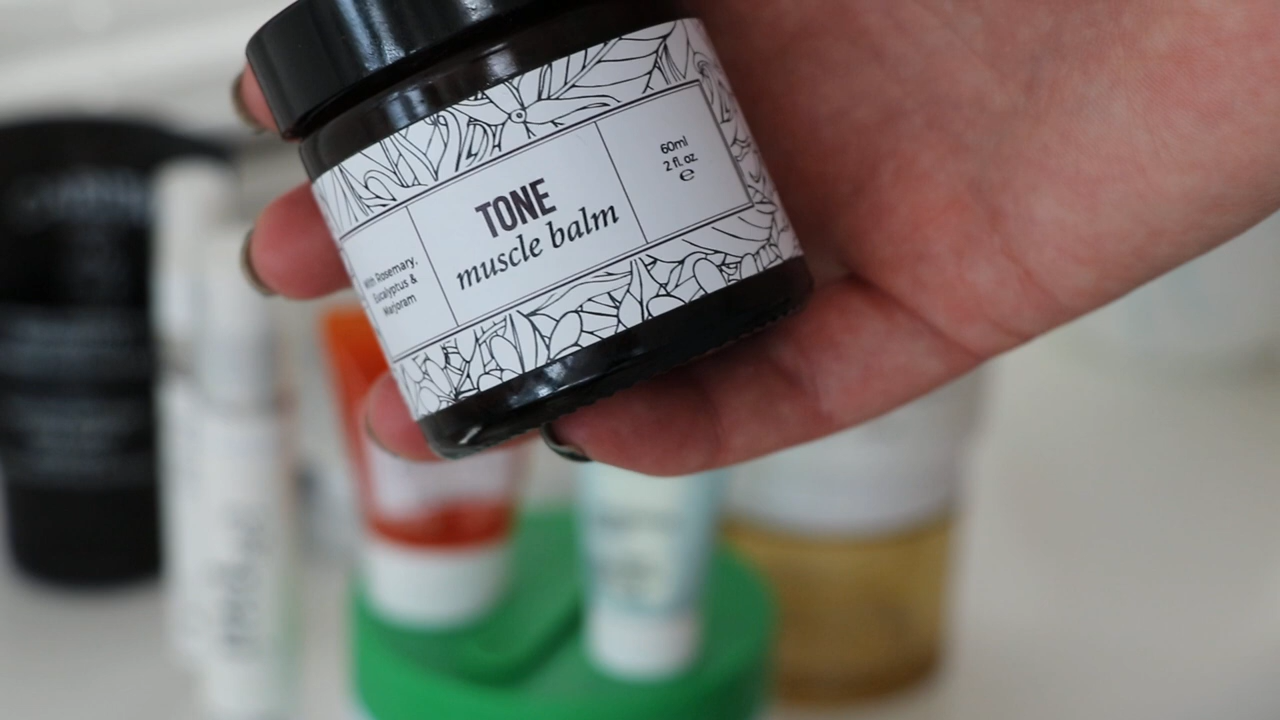 TONE
muscle balm
60ml
2 fl. oz.
℮
With Rosemary,
Eucalyptus &
Marjoram